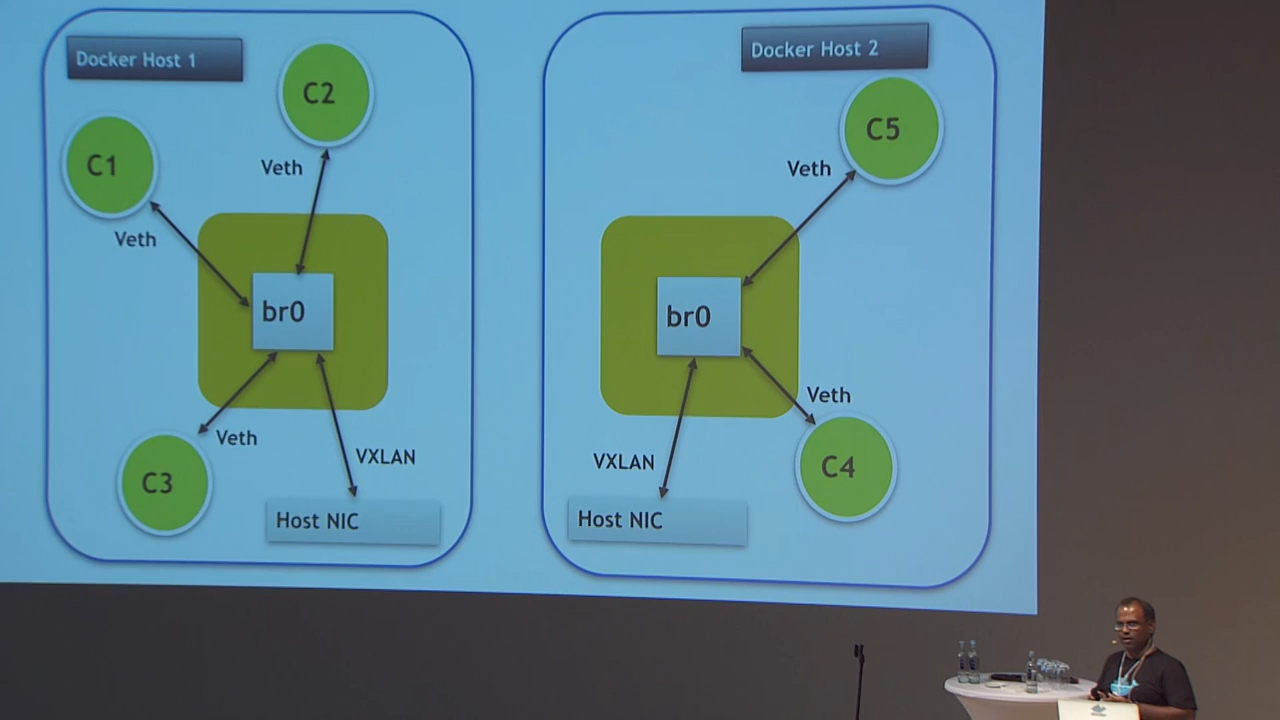 Docker Host 1
C2
C1
Veth
Veth
br0
Veth
VXLAN
C3
Host NIC
Docker Host 2
C5
Veth
br0
Veth
VXLAN
C4
Host NIC